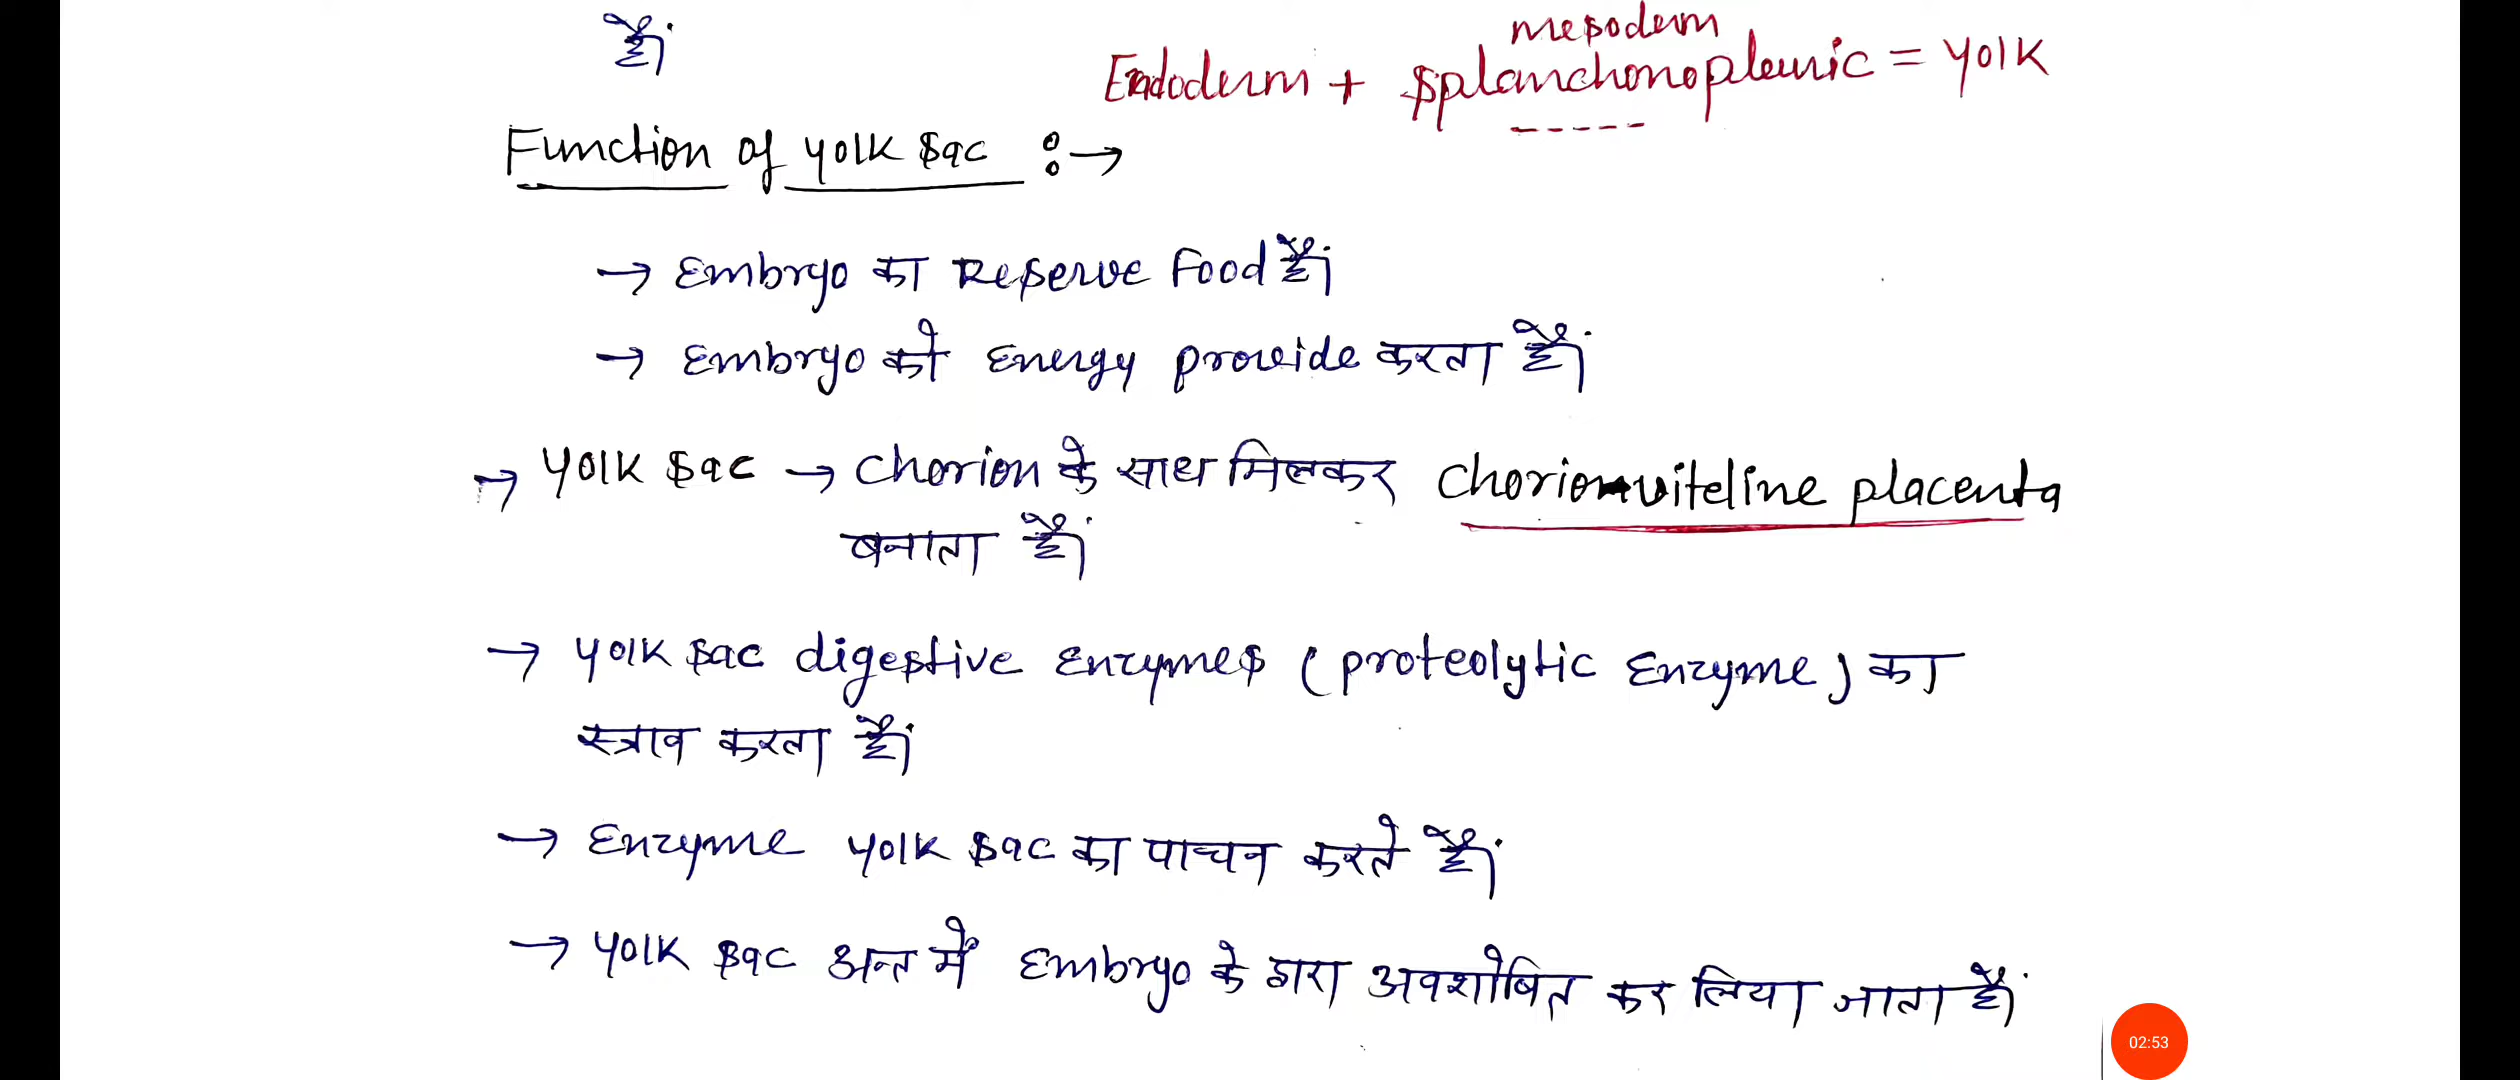 हैं।
mesoderm
Endoderm + splanchnopleuric = yolk
Function of yolk sac :→
→ Embryo का Reserve Food हैं।
→ Embryo को Energy provide करता हैं।
→ yolk sac → Chorion के साथ मिलकर Chorionviteline placenta
बनाता हैं।
→ yolk sac digestive Enzymes (proteolytic Enzyme) का
स्त्राव करता हैं।
→ Enzyme yolk sac का पाचन करते हैं।
→ yolk sac अन्त में Embryo के द्वारा अवशोषित कर लिया जाता हैं।
02:53